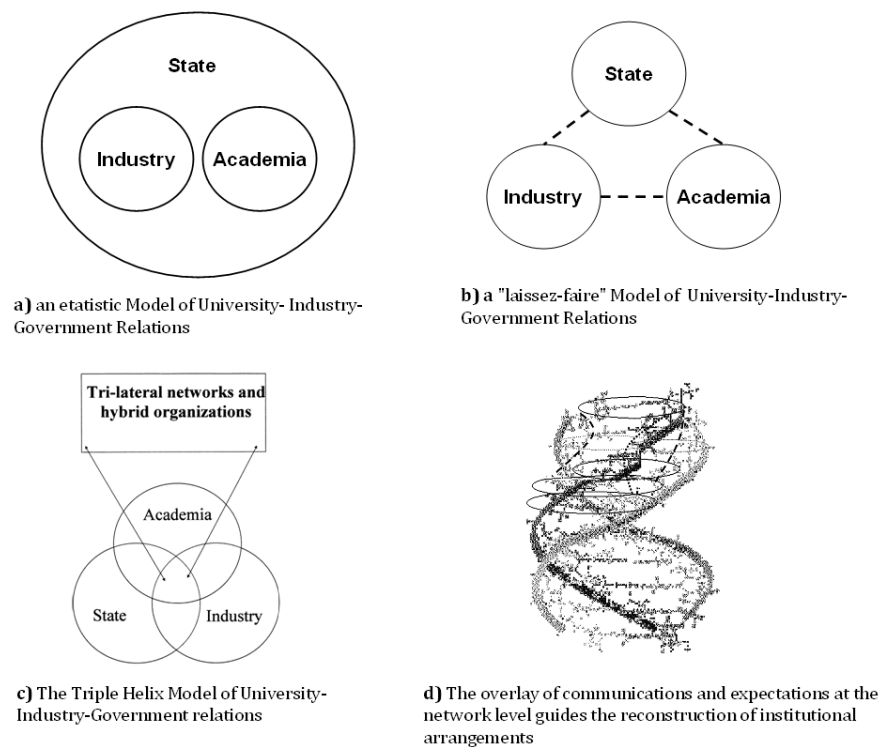 State
Industry
Academia
a) an etatistic Model of University- Industry-
Government Relations
State
Industry
Academia
b) a "laissez-faire" Model of University-Industry-
Government Relations
Tri-lateral networks and
hybrid organizations
Academia
State
Industry
c) The Triple Helix Model of University-
Industry-Government relations
d) The overlay of communications and expectations at the
network level guides the reconstruction of institutional
arrangements